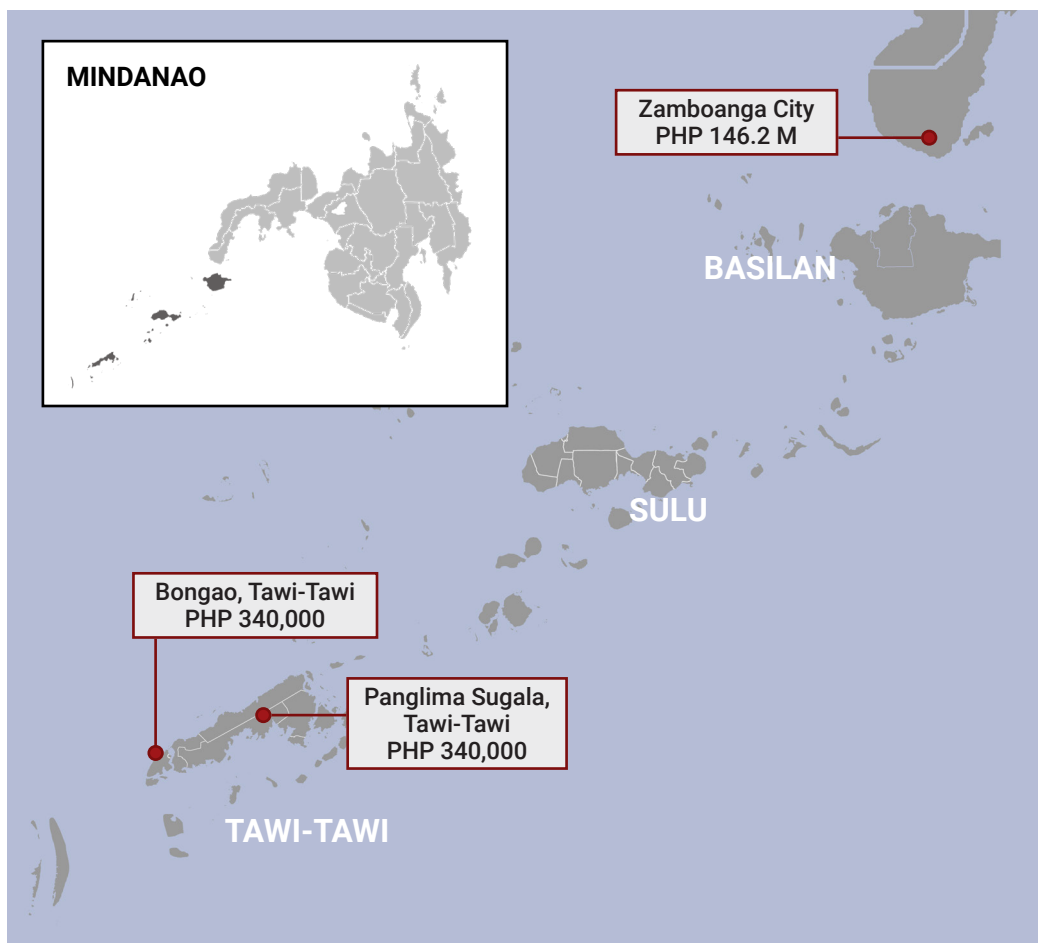 MINDANAO
Zamboanga City
PHP 146.2 M
BASILAN
SULU
Bongao, Tawi-Tawi
PHP 340,000
Panglima Sugala,
Tawi-Tawi
PHP 340,000
TAWI-TAWI